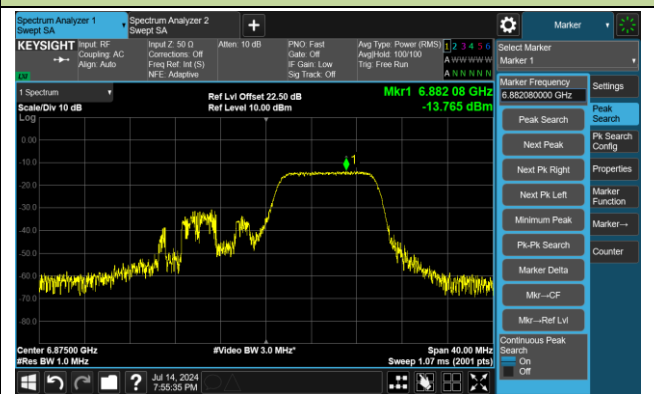 Spectrum Analyzer 1
Swept SA
Spectrum Analyzer 2
Swept SA
+
Marker
KEYSIGHT
Input: RF
Coupling: AC
Align: Auto
Input Z: 50 Ω
Corrections: Off
Freq Ref: Int (S)
NFE: Adaptive
Atten: 10 dB
PNO: Fast
Gate: Off
IF Gain: Low
Sig Track: Off
Avg Type: Power (RMS)
Avg|Hold: 100/100
Trig: Free Run
1 2 3 4 5 6
A W W W W W
A N N N N N
LXI
1 Spectrum
Scale/Div 10 dB
Log
Ref Lvl Offset 22.50 dB
Ref Level 10.00 dBm
Mkr1 6.882 08 GHz
-13.765 dBm
0.00
-10.0
-20.0
-30.0
-40.0
-50.0
-60.0
-70.0
-80.0
1
Center 6.87500 GHz
#Res BW 1.0 MHz
#Video BW 3.0 MHz*
Span 40.00 MHz
Sweep 1.07 ms (2001 pts)
Jul 14, 2024
7:55:35 PM
?
Select Marker
Marker 1
Marker Frequency
6.882080000 GHz
Peak Search
Next Peak
Next Pk Right
Next Pk Left
Minimum Peak
Pk-Pk Search
Marker Delta
Mkr→CF
Mkr→Ref Lvl
Continuous Peak
Search
On
Off
Settings
Peak
Search
Pk Search
Config
Properties
Marker
Function
Marker→
Counter